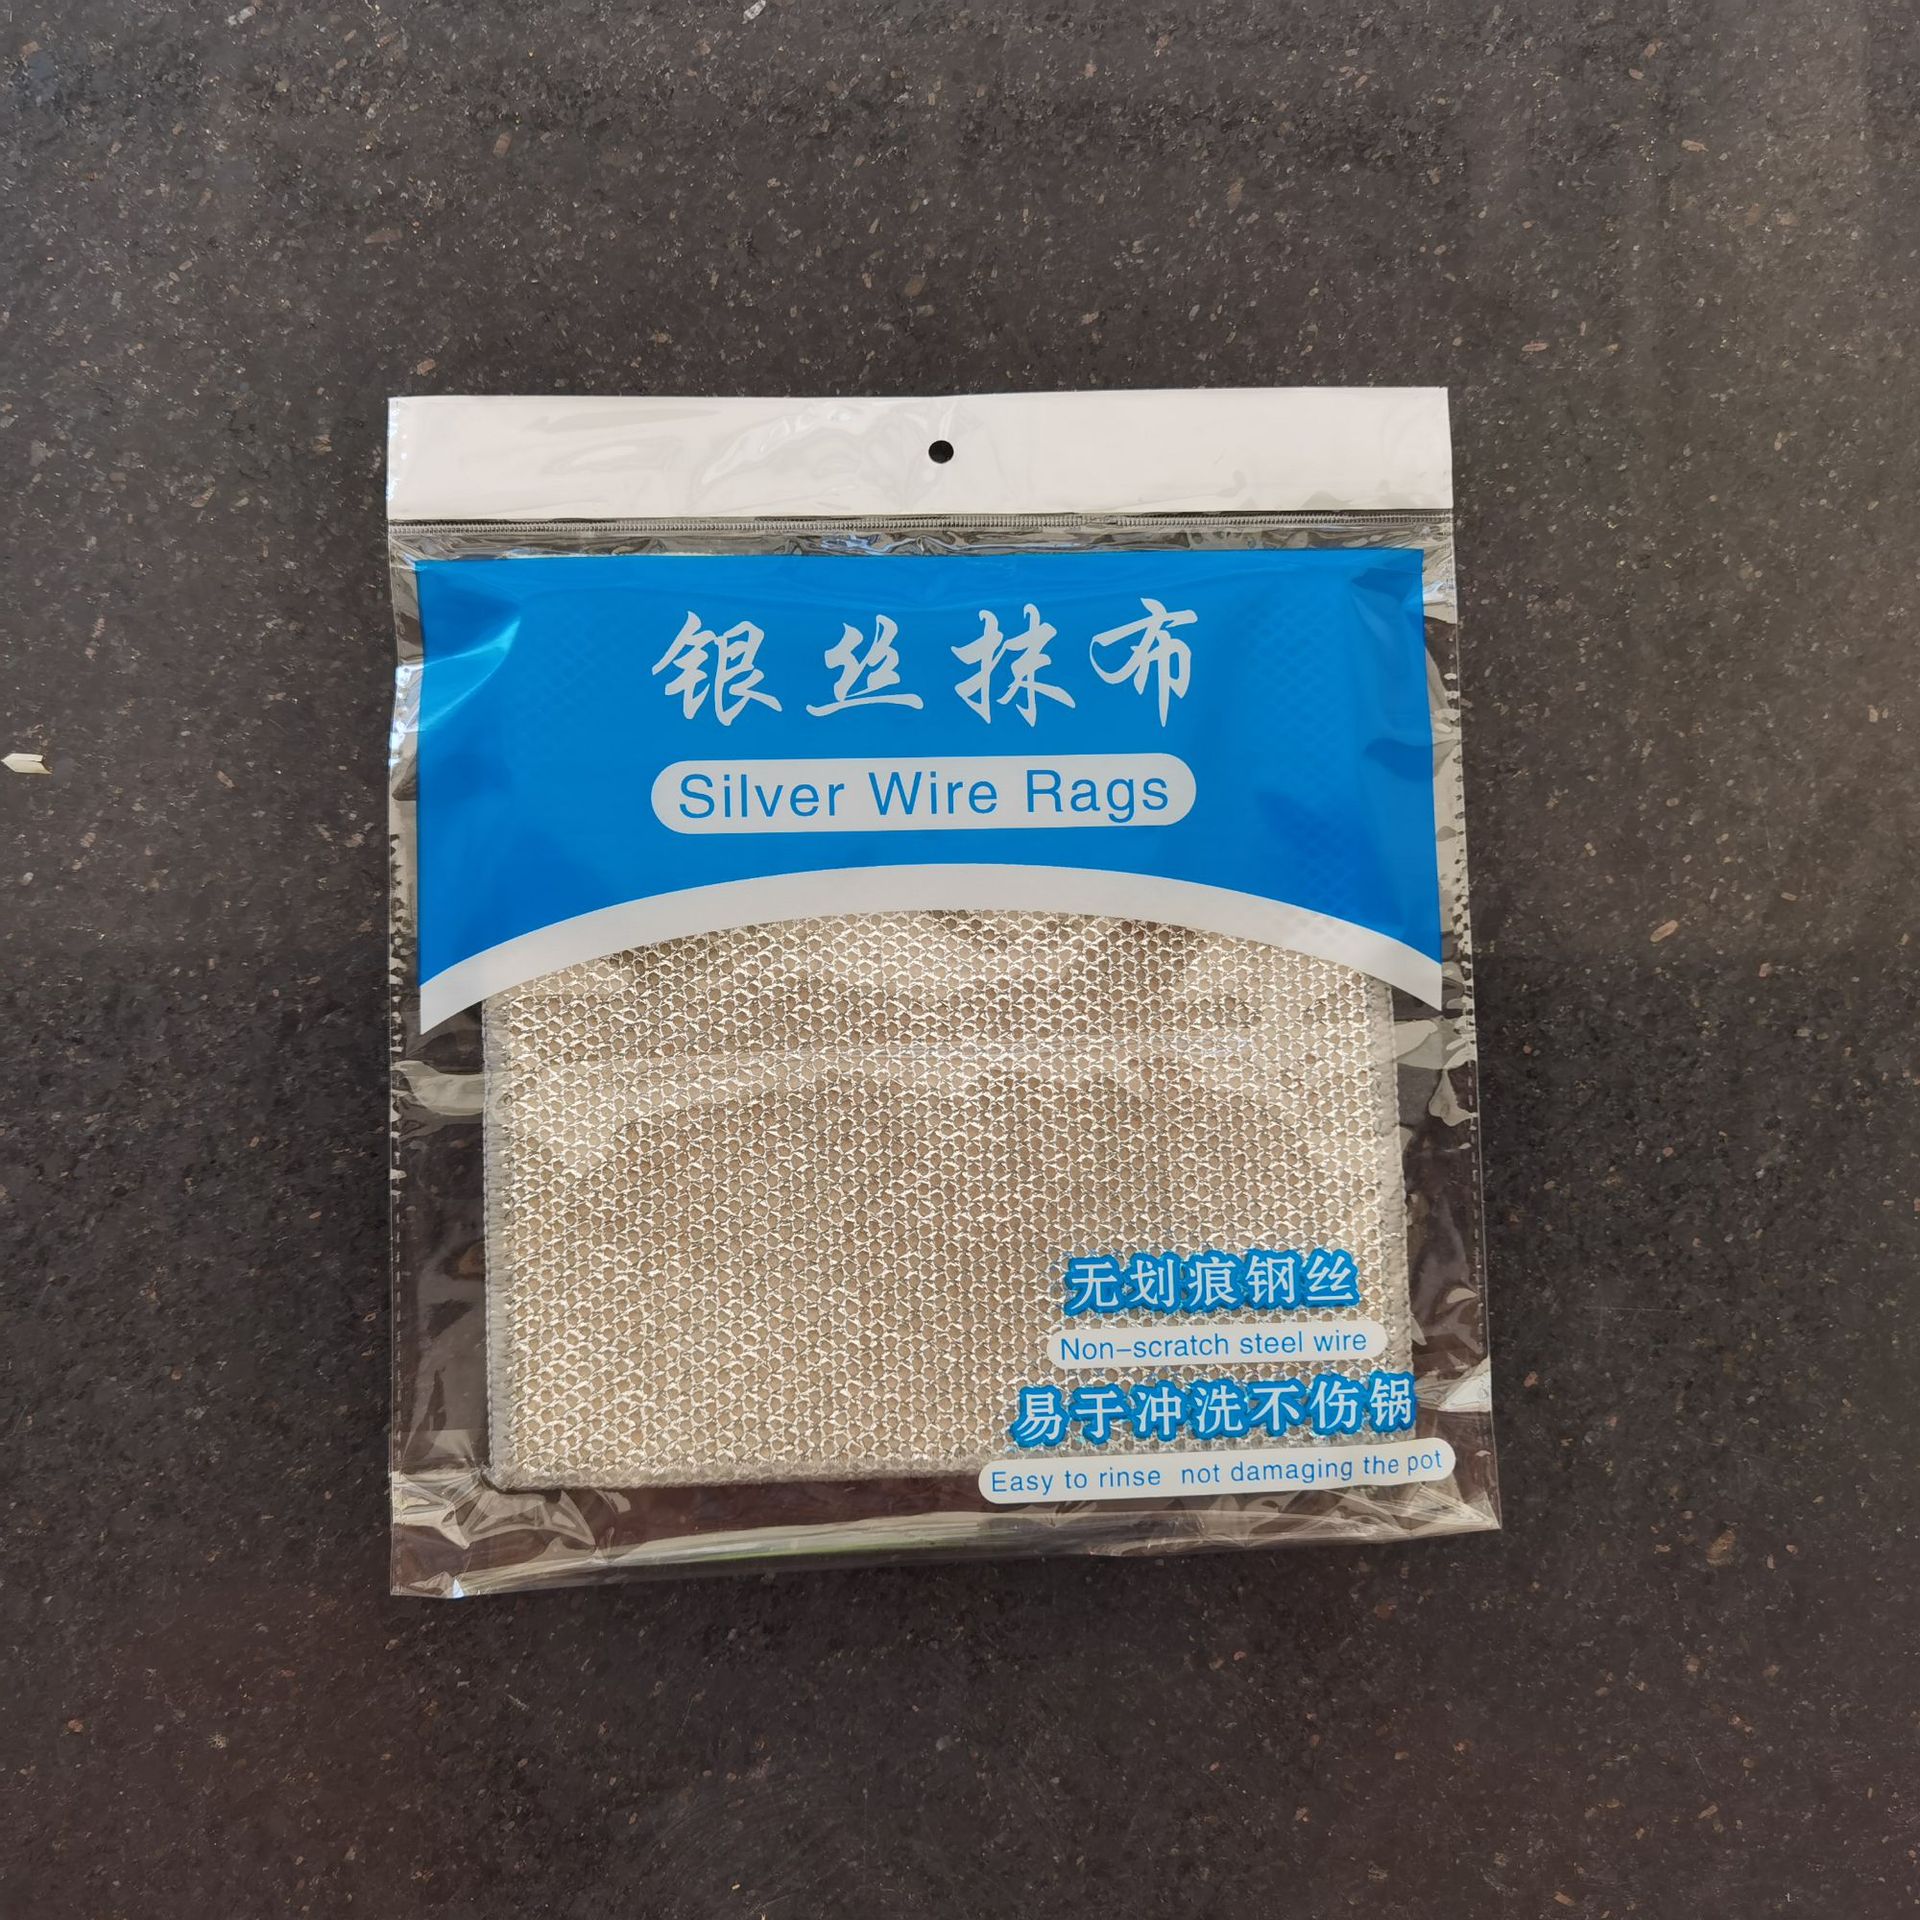 银丝抹布
Silver Wire Rags
无划痕钢丝
Non-scratch steel wire
易于冲洗不伤锅
Easy to rinse not damaging the pot